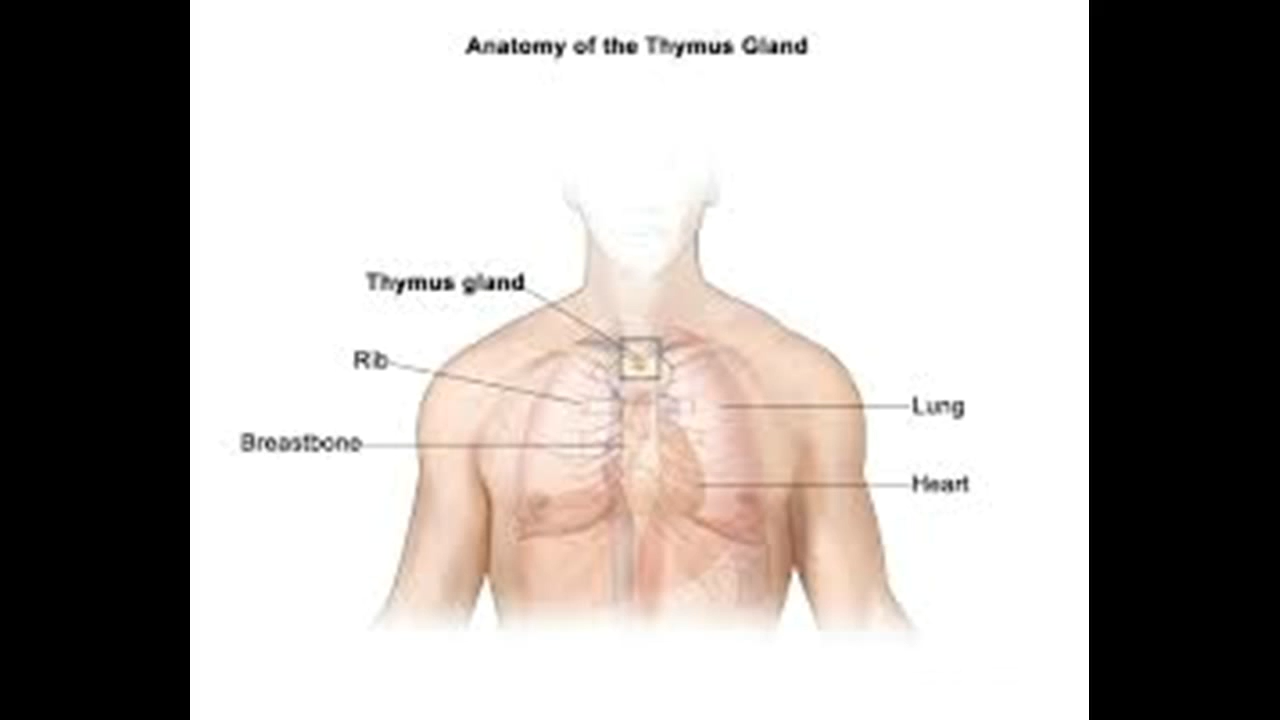 Anatomy of the Thymus Gland
Thymus gland
Rib
Breastbone
Lung
Heart